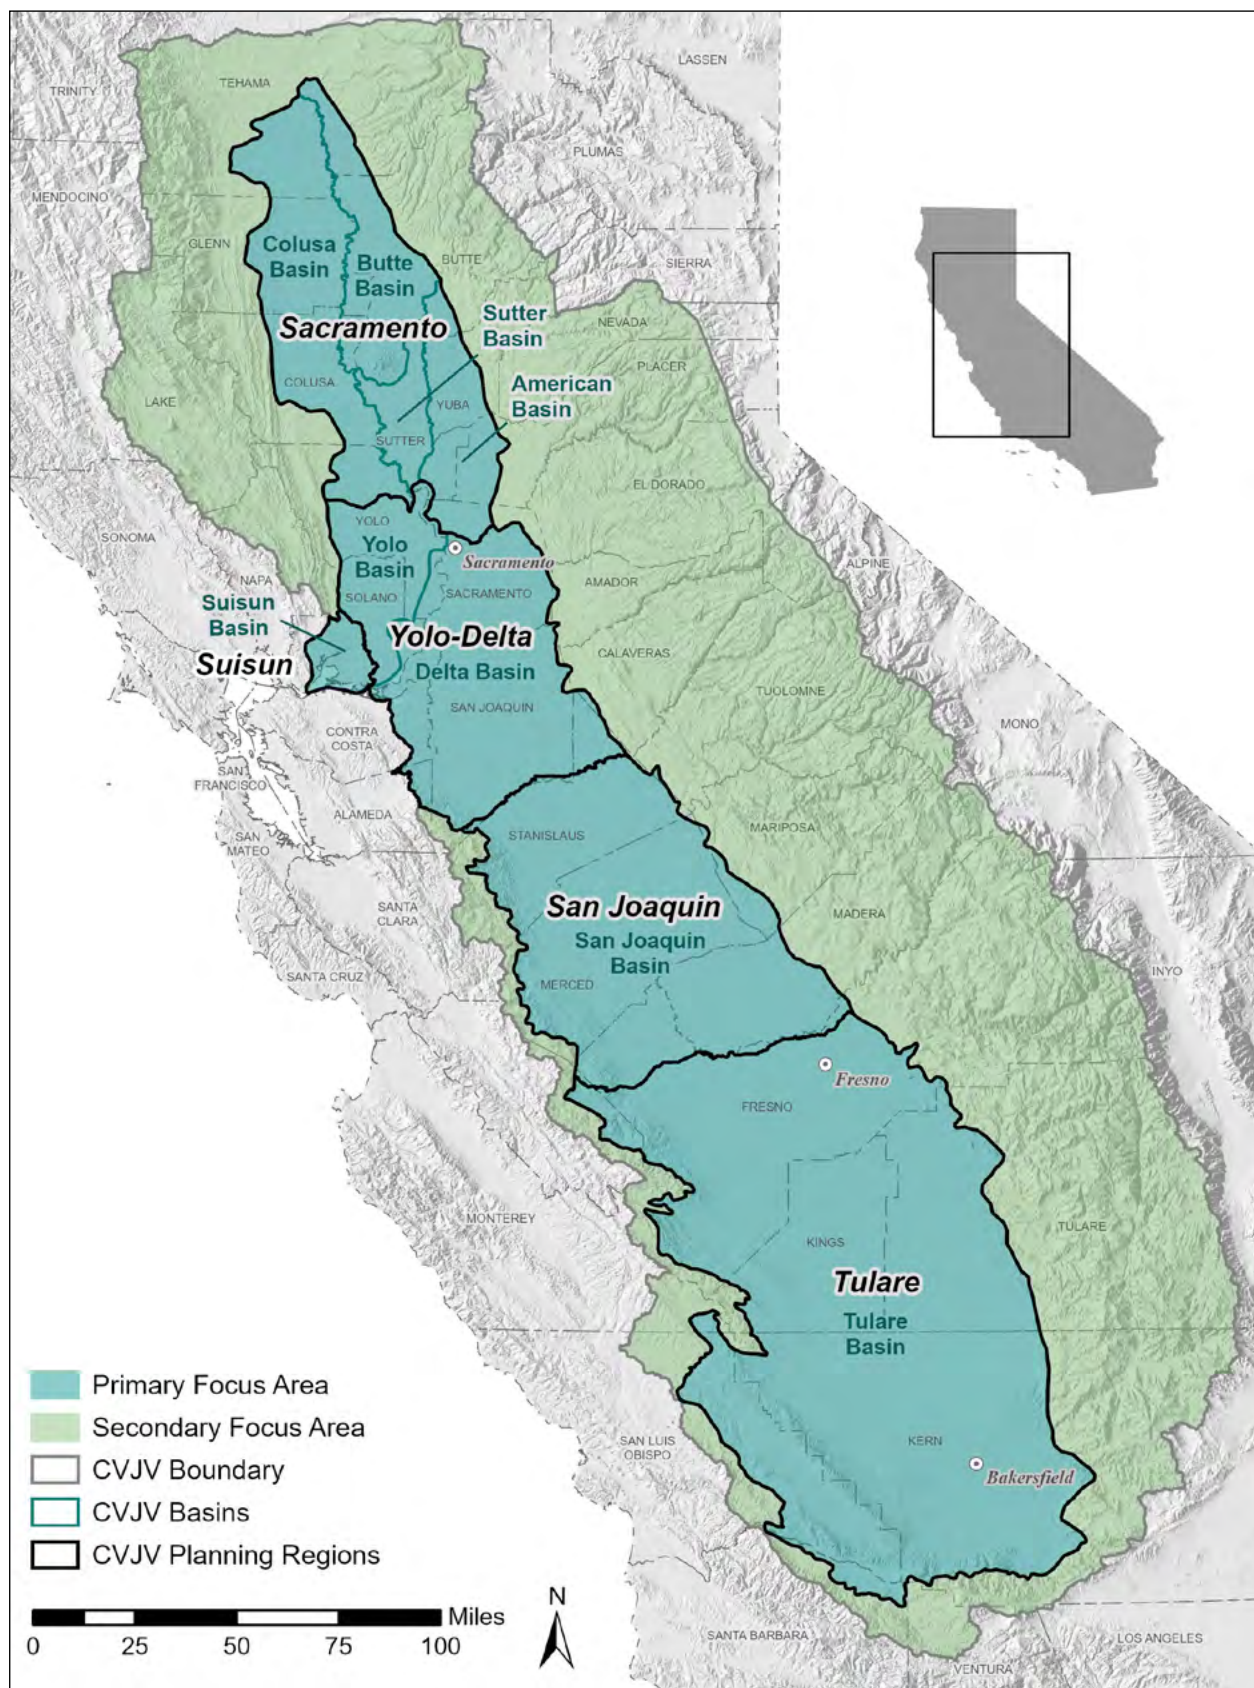 LASSEN
TEHAMA
TRINITY
PLUMAS
MENDOCINO
GLENN
Colusa
Basin
Butte
Basin
BUTTE
SIERRA
Sutter
Basin
NEVADA
Sacramento
PLACER
COLUSA
American
Basin
LAKE
YUBA
SUTTER
EL DORADO
YOLO
SONOMA
Yolo
Basin
Sacramento
ALPINE
NAPA
AMADOR
SOLANO
SACRAMENTO
Suisun
Basin
Yolo-Delta
Suisun
Delta Basin
CALAVERAS
TUOLOMNE
SAN JOAQUIN
MONO
CONTRA
COSTA
SAN
FRANCISCO
ALAMEDA
SAN
MATEO
STANISLAUS
MARIPOSA
SANTA
CLARA
San Joaquin
MADERA
San Joaquin
Basin
SANTA CRUZ
MERCED
INYO
Fresno
FRESNO
MONTEREY
TULARE
KINGS
Tulare
Tulare
Basin
SAN LUIS
OBISPO
KERN
Bakersfield
Primary Focus Area
Secondary Focus Area
CVJV Boundary
CVJV Basins
CVJV Planning Regions
N
Miles
0 25 50 75 100
SANTA BARBARA
VENTURA
LOS ANGELES